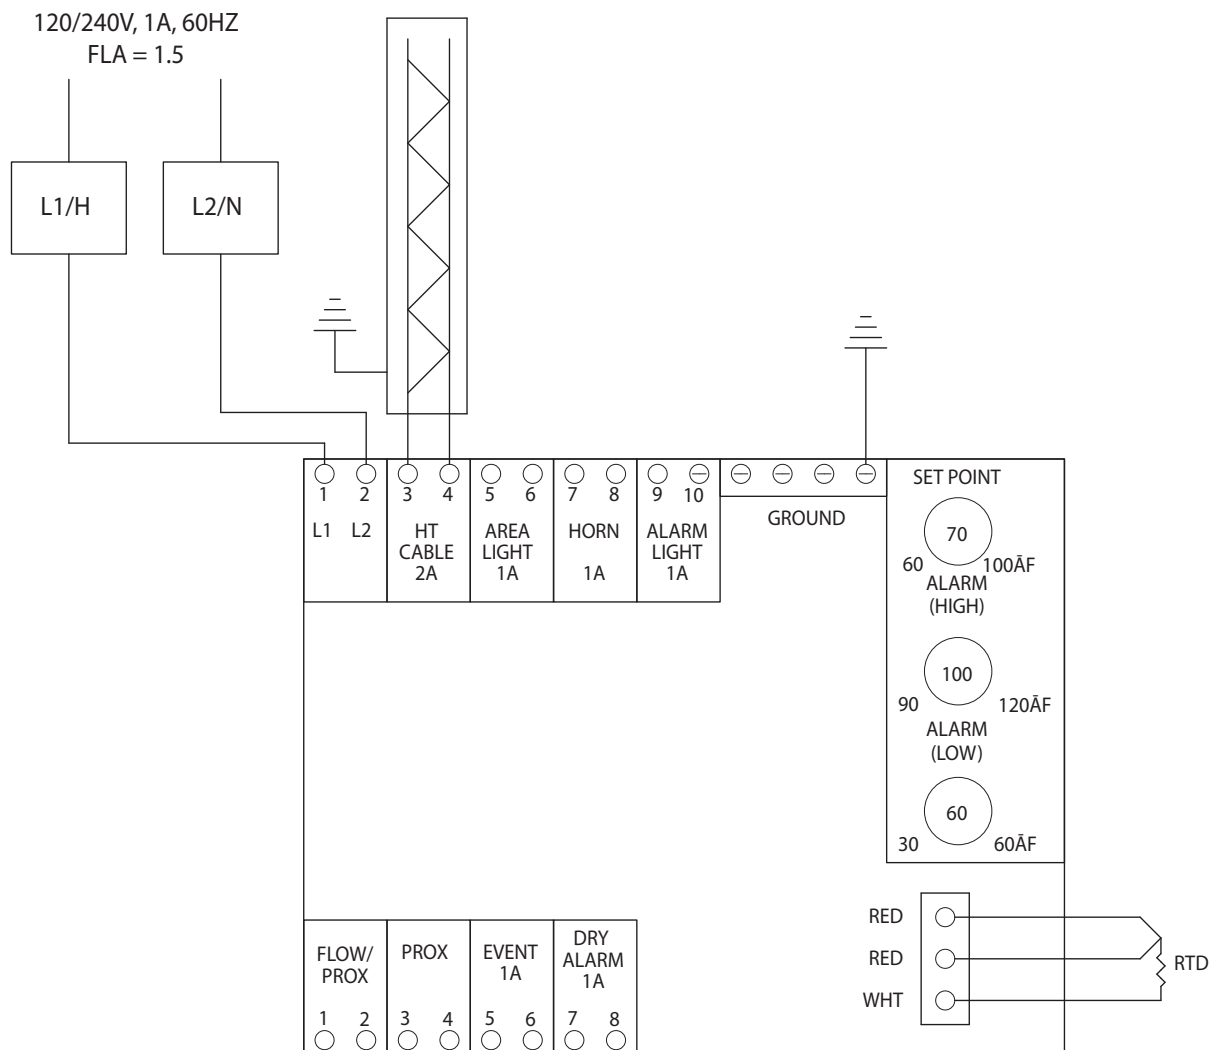 120/240V, 1A, 60HZ
FLA = 1.5
L1/H
L2/N
1 2 3 4 5 6 7 8 9 10
L1 L2
HT
CABLE
2A
AREA
LIGHT
1A
HORN
1A
ALARM
LIGHT
1A
GROUND
SET POINT
70
60 100ĀF
ALARM
(HIGH)
100
90 120ĀF
ALARM
(LOW)
60
30 60ĀF
RED
RED
WHT
RTD
FLOW/
PROX
PROX
EVENT
1A
DRY
ALARM
1A
1 2 3 4 5 6 7 8